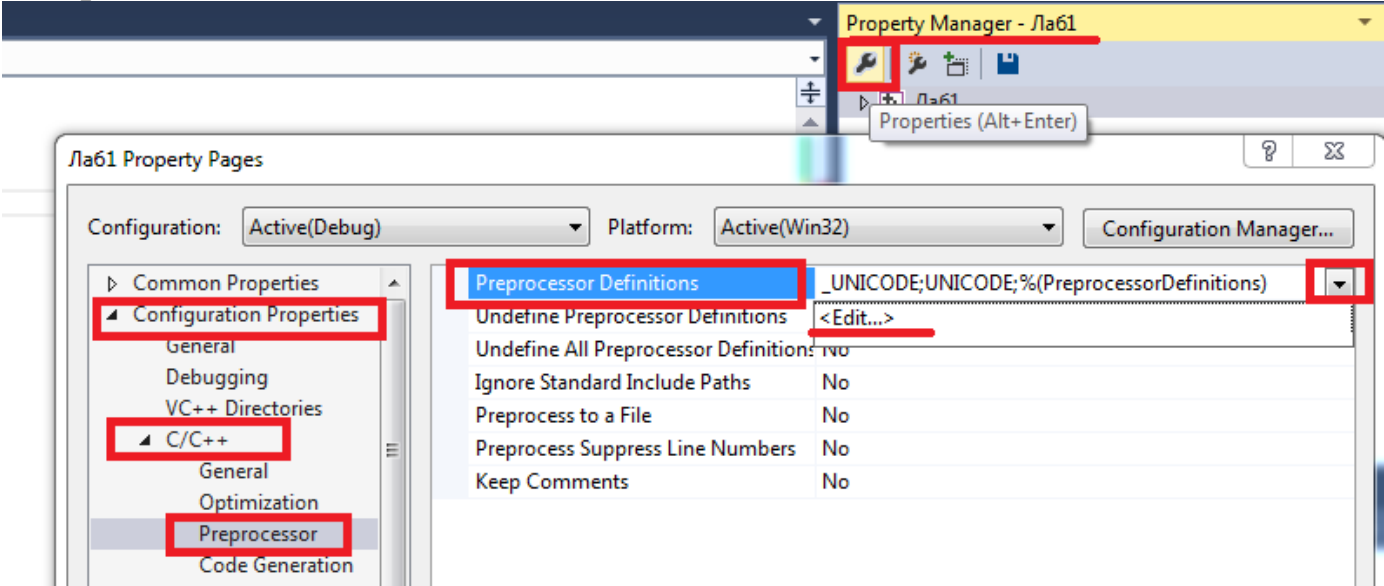 Property Manager - Лаб1
Лаб1
Properties (Alt+Enter)
Лаб1 Property Pages
Configuration: Active(Debug) Platform: Active(Win32) Configuration Manager...
Common Properties
Configuration Properties
General
Debugging
VC++ Directories
C/C++
General
Optimization
Preprocessor
Code Generation
Preprocessor Definitions _UNICODE;UNICODE;%(PreprocessorDefinitions)
Undefine Preprocessor Definitions <Edit...>
Undefine All Preprocessor Definitions No
Ignore Standard Include Paths No
Preprocess to a File No
Preprocess Suppress Line Numbers No
Keep Comments No